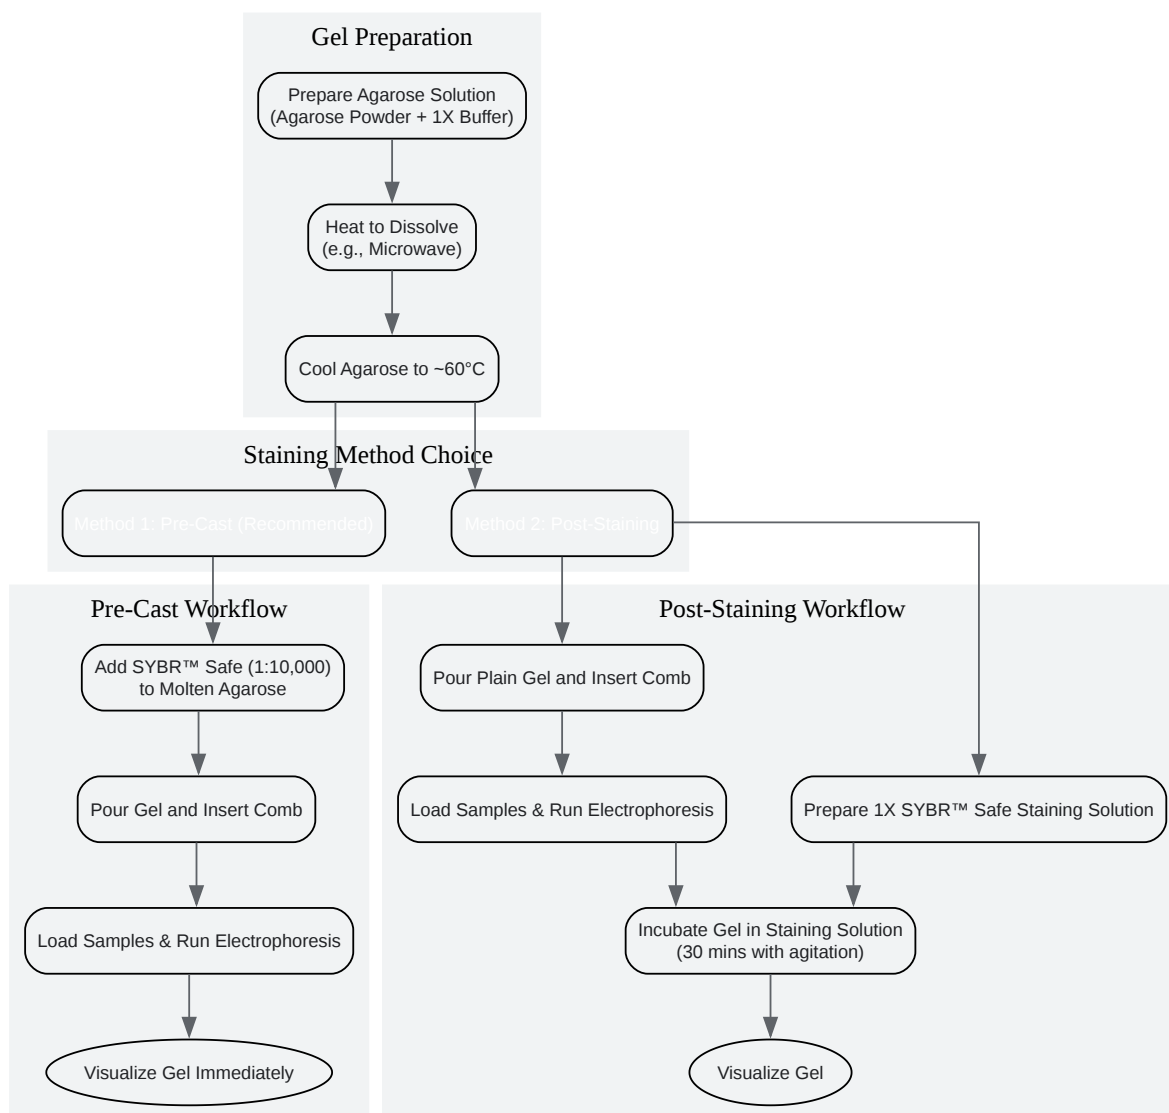 Gel Preparation
Prepare Agarose Solution
(Agarose Powder + 1X Buffer)
Heat to Dissolve
(e.g., Microwave)
Cool Agarose to ~60°C
Staining Method Choice
Method 1: Pre-Cast (Recommended)
Method 2: Post-Staining
Pre-Cast Workflow
Add SYBR™ Safe (1:10,000)
to Molten Agarose
Pour Gel and Insert Comb
Load Samples & Run Electrophoresis
Visualize Gel Immediately
Post-Staining Workflow
Pour Plain Gel and Insert Comb
Load Samples & Run Electrophoresis
Prepare 1X SYBR™ Safe Staining Solution
Incubate Gel in Staining Solution
(30 mins with agitation)
Visualize Gel